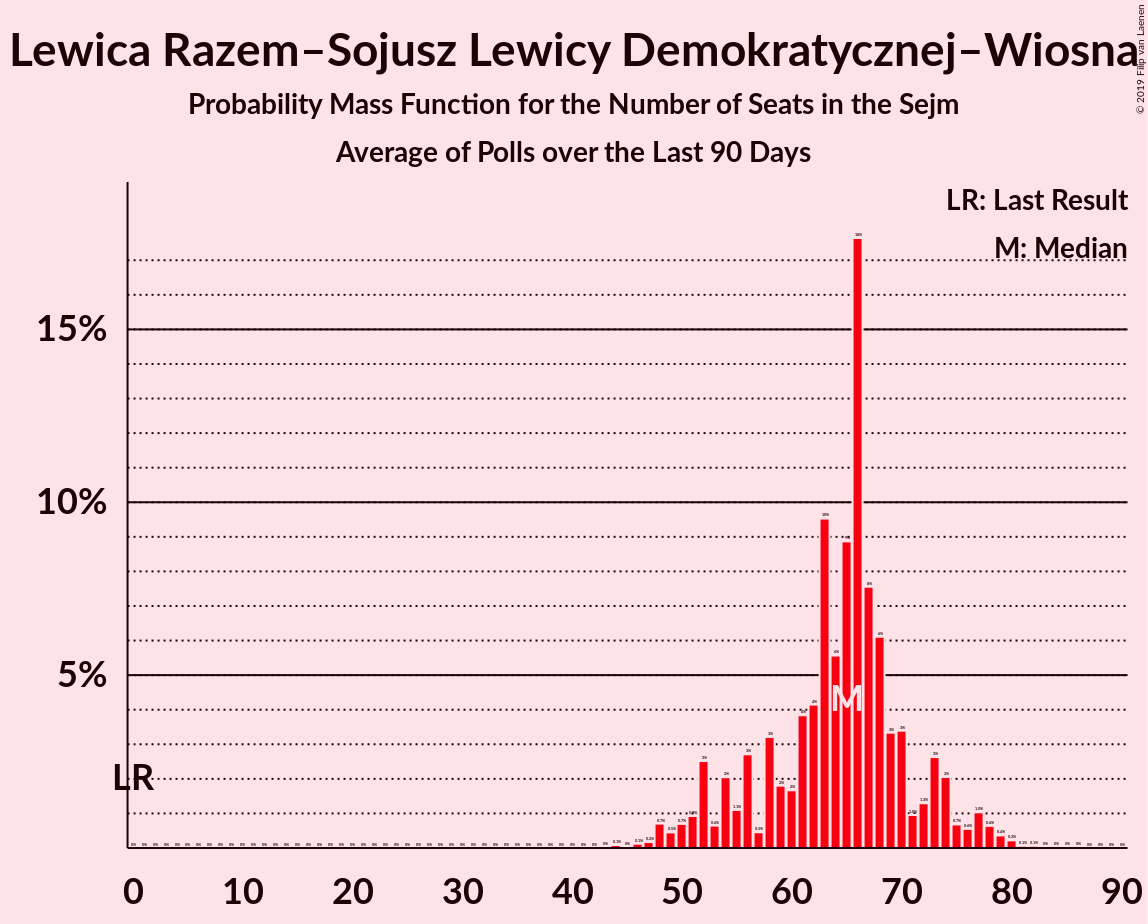 Lewica Razem–Sojusz Lewicy Demokratycznej–Wiosna
Probability Mass Function for the Number of Seats in the Sejm
Average of Polls over the Last 90 Days
© 2019 Filip van Laenen
LR: Last Result
M: Median
15%
10%
5%
LR
M
0 10 20 30 40 50 60 70 80 90